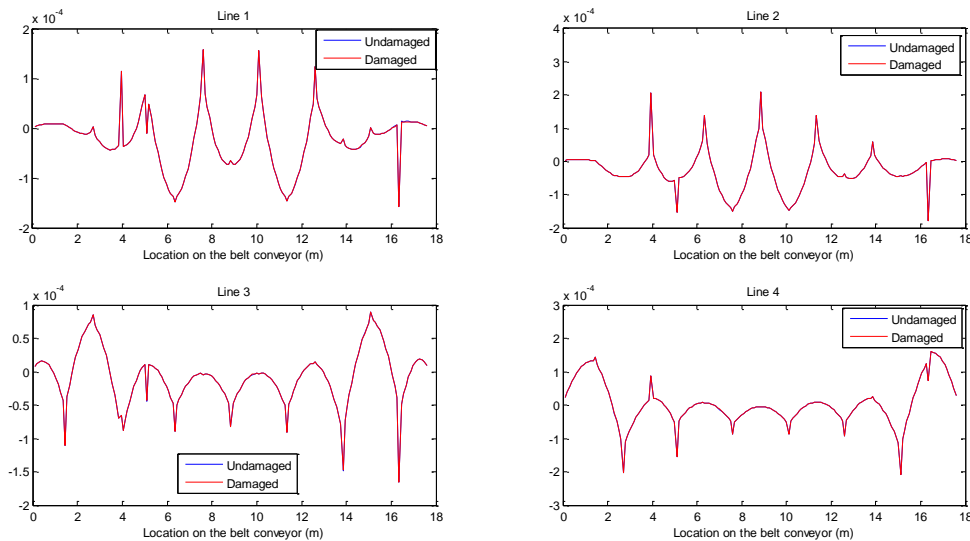 Line 1
x 10^-4
2
1
0
-1
-2
0 2 4 6 8 10 12 14 16 18
Location on the belt conveyor (m)
Undamaged
Damaged
Line 2
x 10^-4
4
3
2
1
0
-1
-2
0 2 4 6 8 10 12 14 16 18
Location on the belt conveyor (m)
Undamaged
Damaged
Line 3
x 10^-4
1
0.5
0
-0.5
-1
-1.5
-2
0 2 4 6 8 10 12 14 16 18
Location on the belt conveyor (m)
Undamaged
Damaged
Line 4
x 10^-4
3
2
1
0
-1
-2
-3
0 2 4 6 8 10 12 14 16 18
Location on the belt conveyor (m)
Undamaged
Damaged